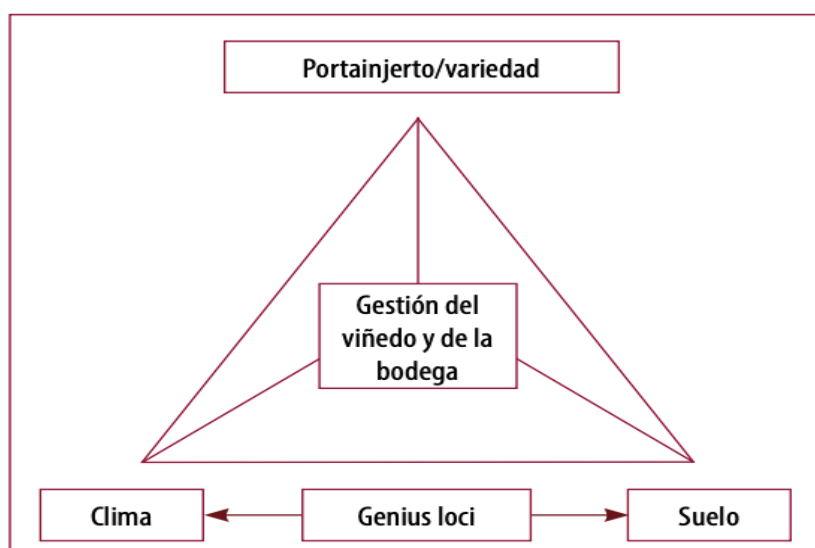 Portainjerto/variedad
Gestión del
viñedo y de la
bodega
Clima
Genius loci
Suelo